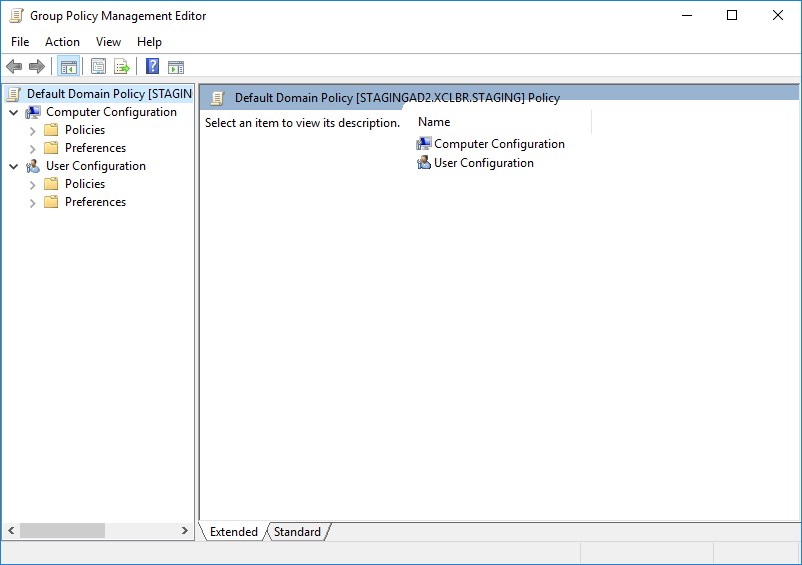 Group Policy Management Editor
File Action View Help
Default Domain Policy [STAGIN
Computer Configuration
Policies
Preferences
User Configuration
Policies
Preferences
Default Domain Policy [STAGINGAD2.XCLBR.STAGING] Policy
Select an item to view its description.
Name
Computer Configuration
User Configuration
Extended Standard